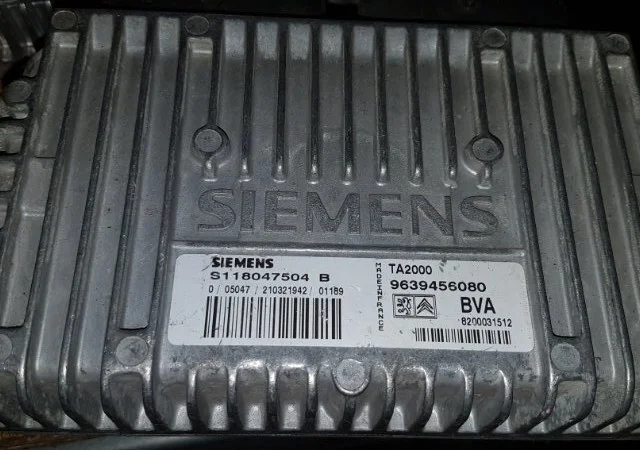 SIEMENS
SIEMENS
S118047504 B
0 / 05047 / 210321942 / 01189
MADE IN FRANCE
TA2000
9639456080
BVA
8200031512